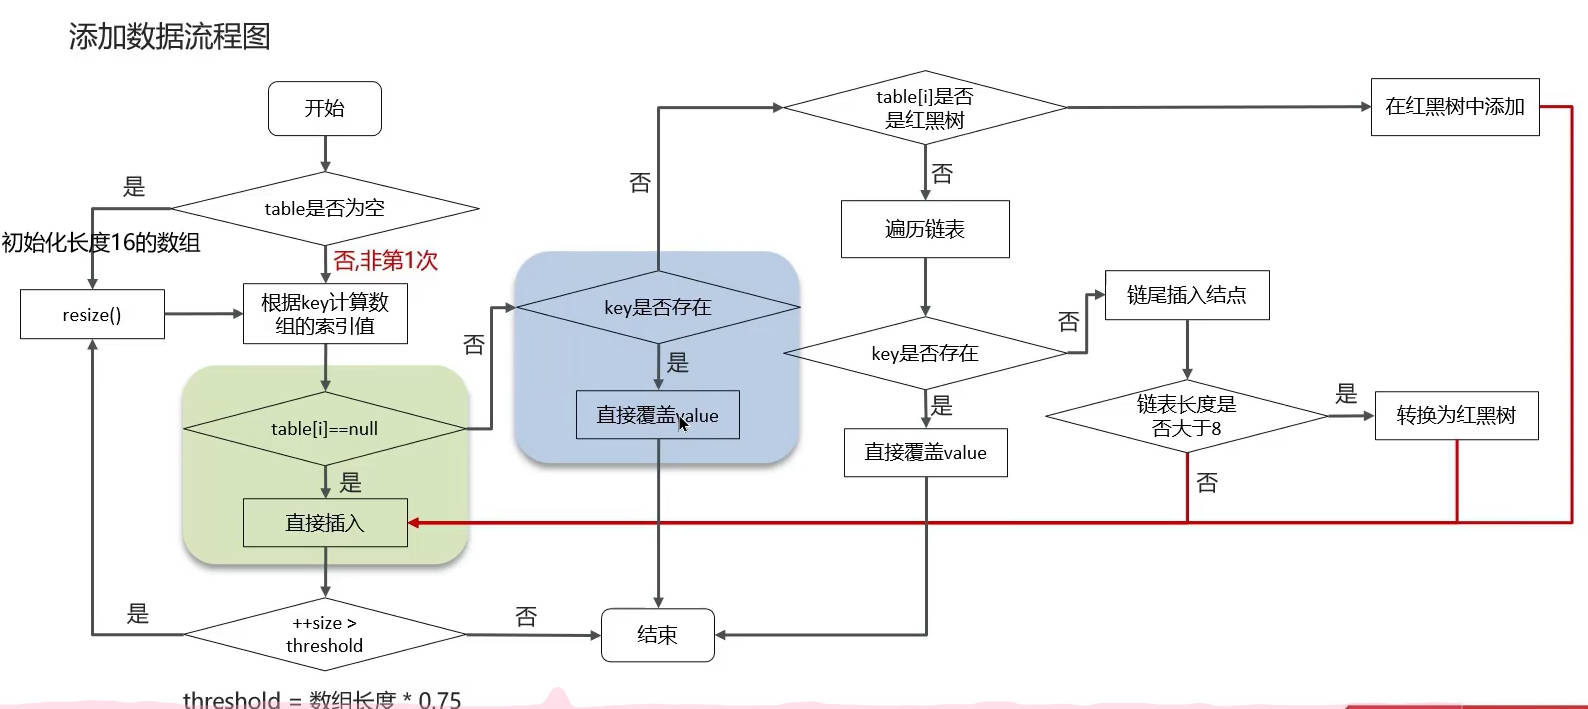 添加数据流程图
开始
是
table是否为空
初始化长度16的数组
否,非第1次
resize()
根据key计算数
组的索引值
否
table[i]==null
是
直接插入
是
++size >
threshold
否
threshold = 数组长度 * 0.75
否
key是否存在
是
直接覆盖value
结束
table[i]是否
是红黑树
在红黑树中添加
否
遍历链表
key是否存在
否
是
直接覆盖value
链尾插入结点
链表长度是
否大于8
是
转换为红黑树
否